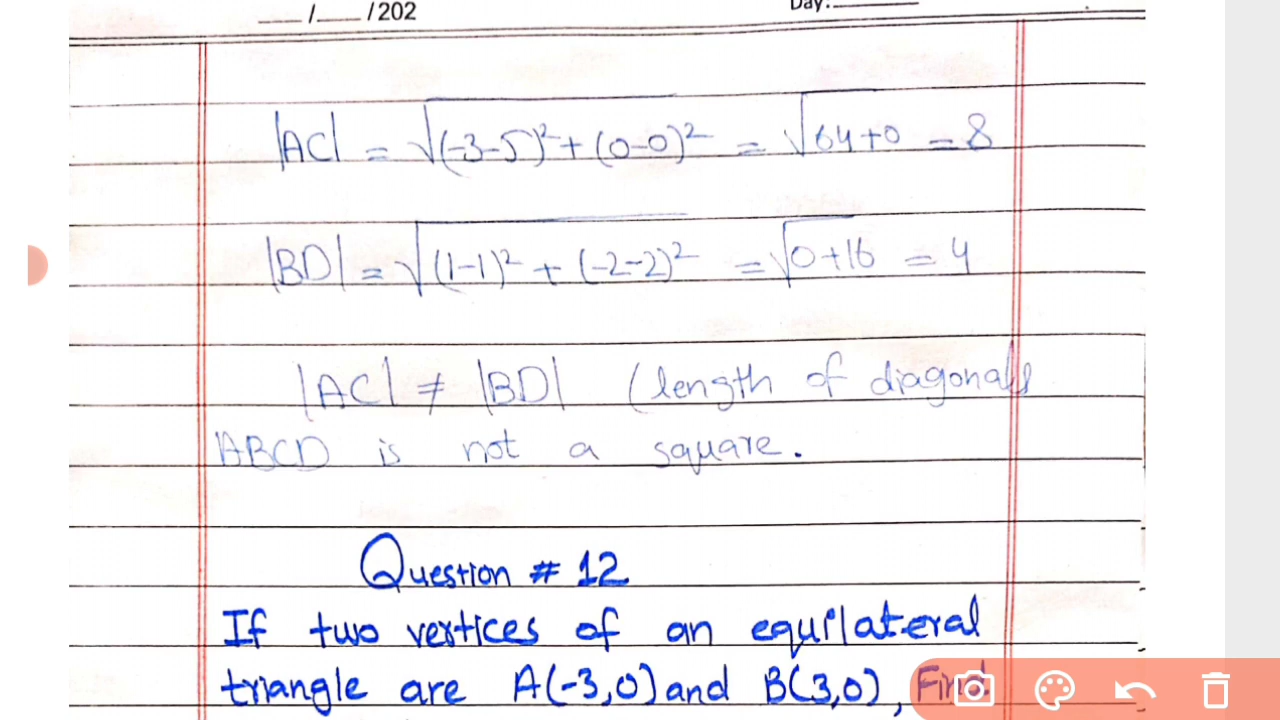 ___/___/202 Day:______
|AC| = √(-3-5)²+(0-0)² = √64+0 = 8
|BD| = √(1-1)² + (-2-2)² = √0+16 = 4
|AC| ≠ |BD| (length of diagonals
ABCD is not a square.
Question # 12
If two vertices of an equilateral
triangle are A(-3,0) and B(3,0), Find